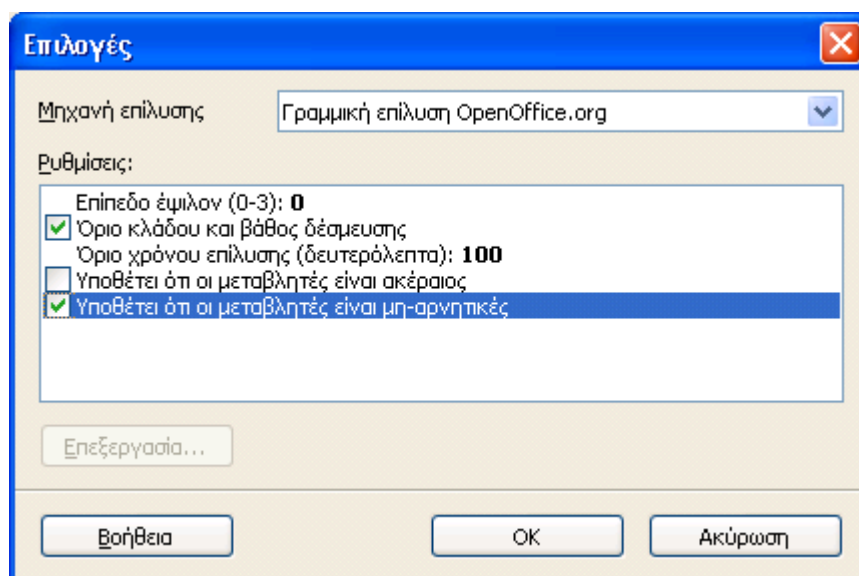 Επιλογές
Μηχανή επίλυσης Γραμμική επίλυση OpenOffice.org
Ρυθμίσεις:
Επίπεδο έψιλον (0-3): 0
Όριο κλάδου και βάθος δέσμευσης
Όριο χρόνου επίλυσης (δευτερόλεπτα): 100
Υποθέτει ότι οι μεταβλητές είναι ακέραιος
Υποθέτει ότι οι μεταβλητές είναι μη-αρνητικές
Επεξεργασία...
Βοήθεια OK Ακύρωση